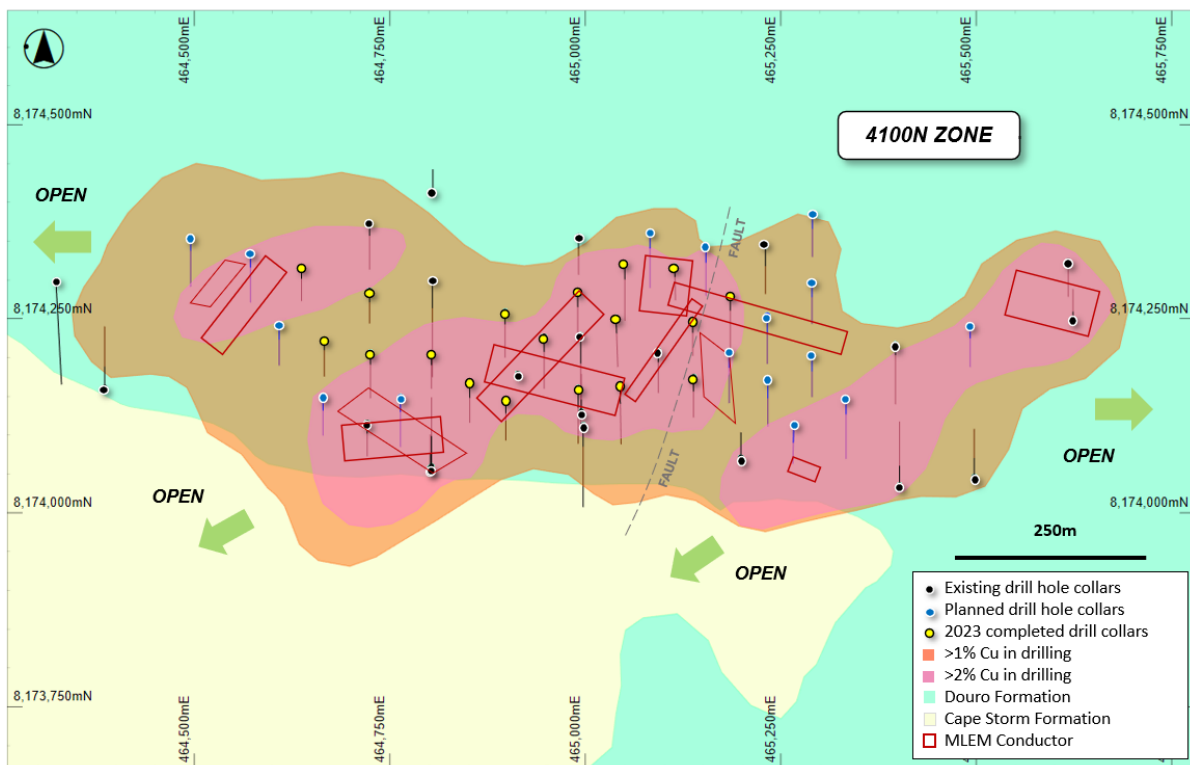 464,500mE
464,750mE
465,000mE
465,250mE
465,500mE
465,750mE
8,174,500mN
8,174,500mN
4100N ZONE
OPEN
FAULT
8,174,250mN
8,174,250mN
OPEN
FAULT
OPEN
8,174,000mN
8,174,000mN
250m
OPEN
Existing drill hole collars
Planned drill hole collars
2023 completed drill collars
>1% Cu in drilling
>2% Cu in drilling
Douro Formation
Cape Storm Formation
MLEM Conductor
8,173,750mN
464,500mE
464,750mE
465,000mE
465,250mE